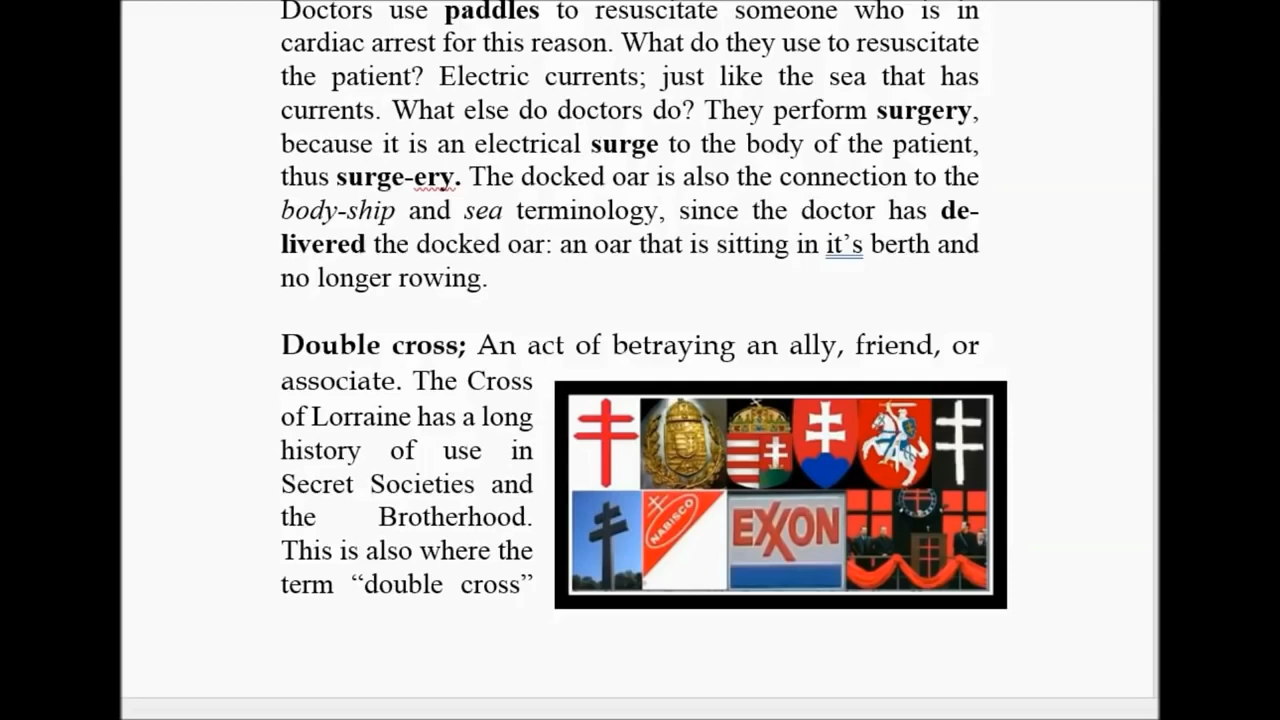 Doctors use paddles to resuscitate someone who is in
cardiac arrest for this reason. What do they use to resuscitate
the patient? Electric currents; just like the sea that has
currents. What else do doctors do? They perform surgery,
because it is an electrical surge to the body of the patient,
thus surge-ery. The docked oar is also the connection to the
body-ship and sea terminology, since the doctor has de-
livered the docked oar: an oar that is sitting in it’s berth and
no longer rowing.
Double cross; An act of betraying an ally, friend, or
associate. The Cross
of Lorraine has a long
history of use in
Secret Societies and
the Brotherhood.
This is also where the
term “double cross”
NABISCO
EXXON